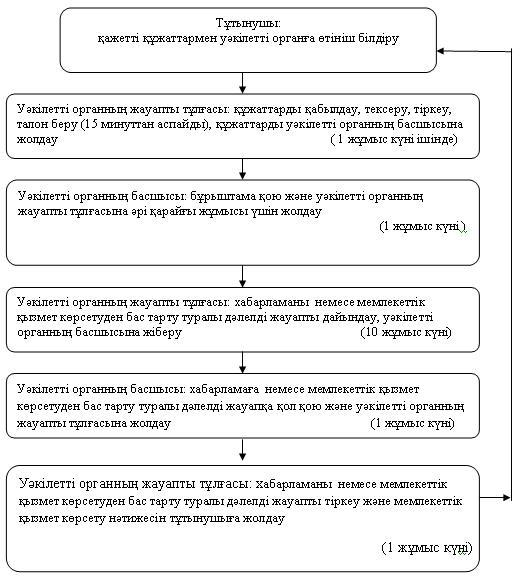 Тұтынушы:
қажетті құжаттармен уәкілетті органға өтініш білдіру
Уәкілетті органның жауапты тұлғасы: құжаттарды қабылдау, тексеру, тіркеу,
талон беру (15 минуттан аспайды), құжаттарды уәкілетті органның басшысына
жолдау (1 жұмыс күні ішінде)
Уәкілетті органның басшысы: бұрыштама қою және уәкілетті органның
жауапты тұлғасына әрі қарайғы жұмысы үшін жолдау
(1 жұмыс күні)
Уәкілетті органның жауапты тұлғасы: хабарламаны немесе мемлекеттік
қызмет көрсетуден бас тарту туралы дәлелді жауапты дайындау, уәкілетті
органның басшысына жіберу (10 жұмыс күні)
Уәкілетті органның басшысы: хабарламаға немесе мемлекеттік қызмет
көрсетуден бас тарту туралы дәлелді жауапқа қол қою және уәкілетті органның
жауапты тұлғасына жолдау (1 жұмыс күні)
Уәкілетті органның жауапты тұлғасы: хабарламаны немесе мемлекеттік
қызмет көрсетуден бас тарту туралы дәлелді жауапты тіркеу және мемлекеттік
қызмет көрсету нәтижесін тұтынушыға жолдау
(1 жұмыс күні)